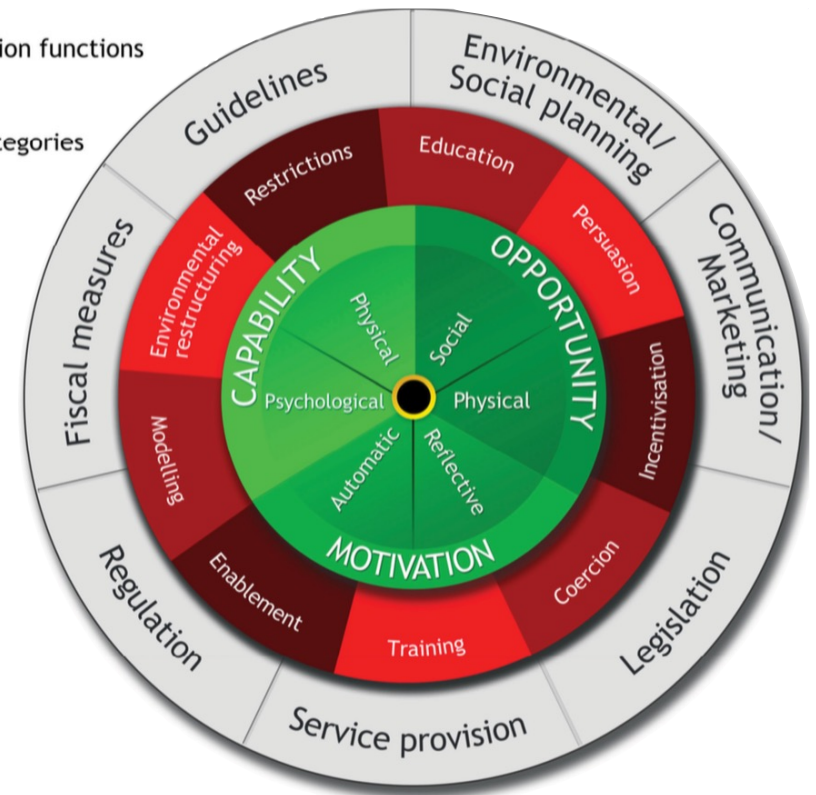 ion functions
tegories
Guidelines
Environmental/
Social planning
Communication/
Marketing
Legislation
Service provision
Regulation
Fiscal measures
Restrictions
Education
Persuasion
Incentivisation
Coercion
Training
Enablement
Modelling
Environmental
restructuring
CAPABILITY
OPPORTUNITY
MOTIVATION
Physical
Social
Psychological
Physical
Automatic
Reflective